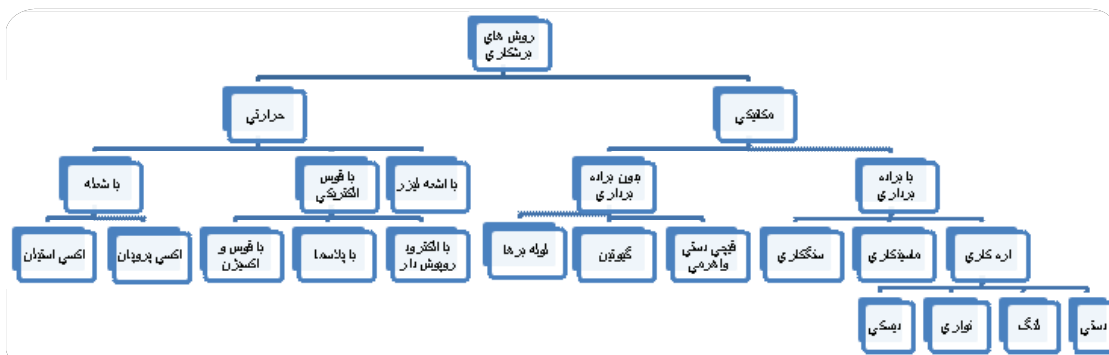 روش هاي
برشکاري
مکانيکي
حرارتي
با براده
برداري
بدون براده
برداري
با اشعه ليزر
با قوس
الکتريکي
با شعله
اره کاري
ماشينکاري
سنگکاري
قيچي دستي
و اهرمي
گيوتين
لوله برها
با الکترود
روپوش دار
با پلاسما
با قوس و
اکسيژن
اکسي پروپان
اکسي استيلن
دستي
لنگ
نواري
ديسکي